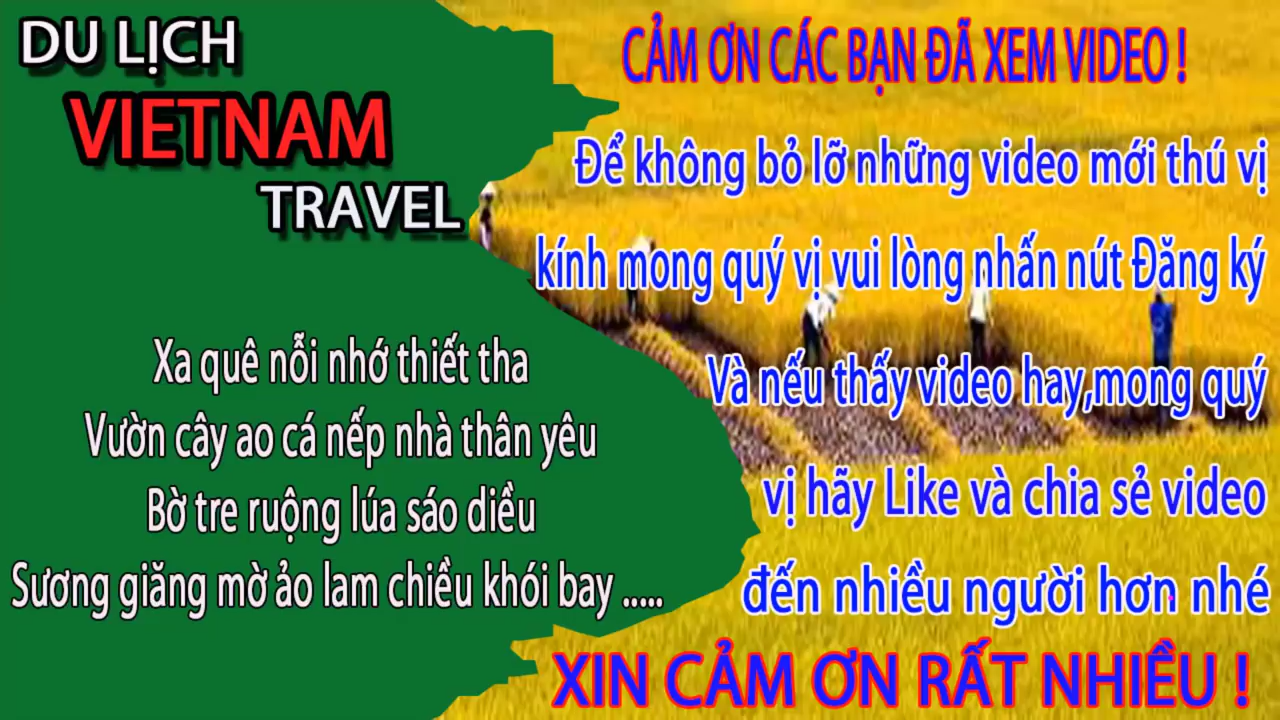 DU LỊCH
VIETNAM
TRAVEL
Xa quê nỗi nhớ thiết tha
Vườn cây ao cá nếp nhà thân yêu
Bờ tre ruộng lúa sáo diều
Sương giăng mờ ảo lam chiều khói bay .....
CẢM ƠN CÁC BẠN ĐÃ XEM VIDEO !
Để không bỏ lỡ những video mới thú vị
kính mong quý vị vui lòng nhấn nút Đăng ký
Và nếu thấy video hay,mong quý
vị hãy Like và chia sẻ video
đến nhiều người hơn nhé
XIN CẢM ƠN RẤT NHIỀU !